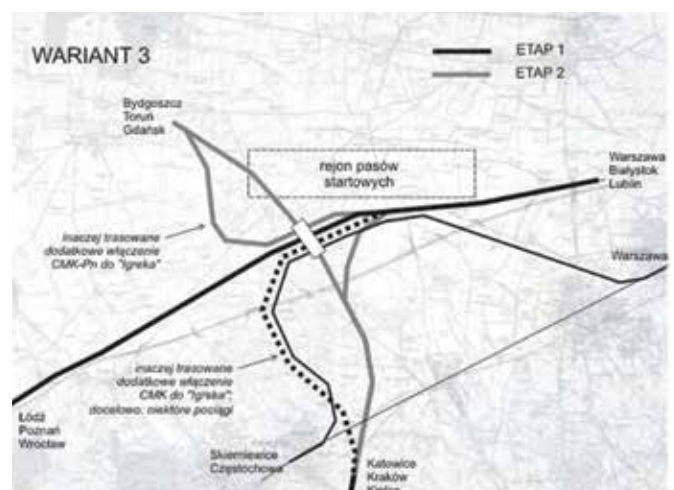 WARIANT 3
ETAP 1
ETAP 2
Bydgoszcz
Toruń
Gdańsk
rejon pasów
startowych
Warszawa
Białystok
Lublin
inaczej trasowane
dodatkowe włączenie
CMK-Pn do "Igreka"
Warszawa
inaczej trasowane
dodatkowe włączenie
CMK do "Igreka";
docelowo: niektóre pociągi
Łódź
Poznań
Wrocław
Skierniewice
Częstochowa
Katowice
Kraków
Kielce